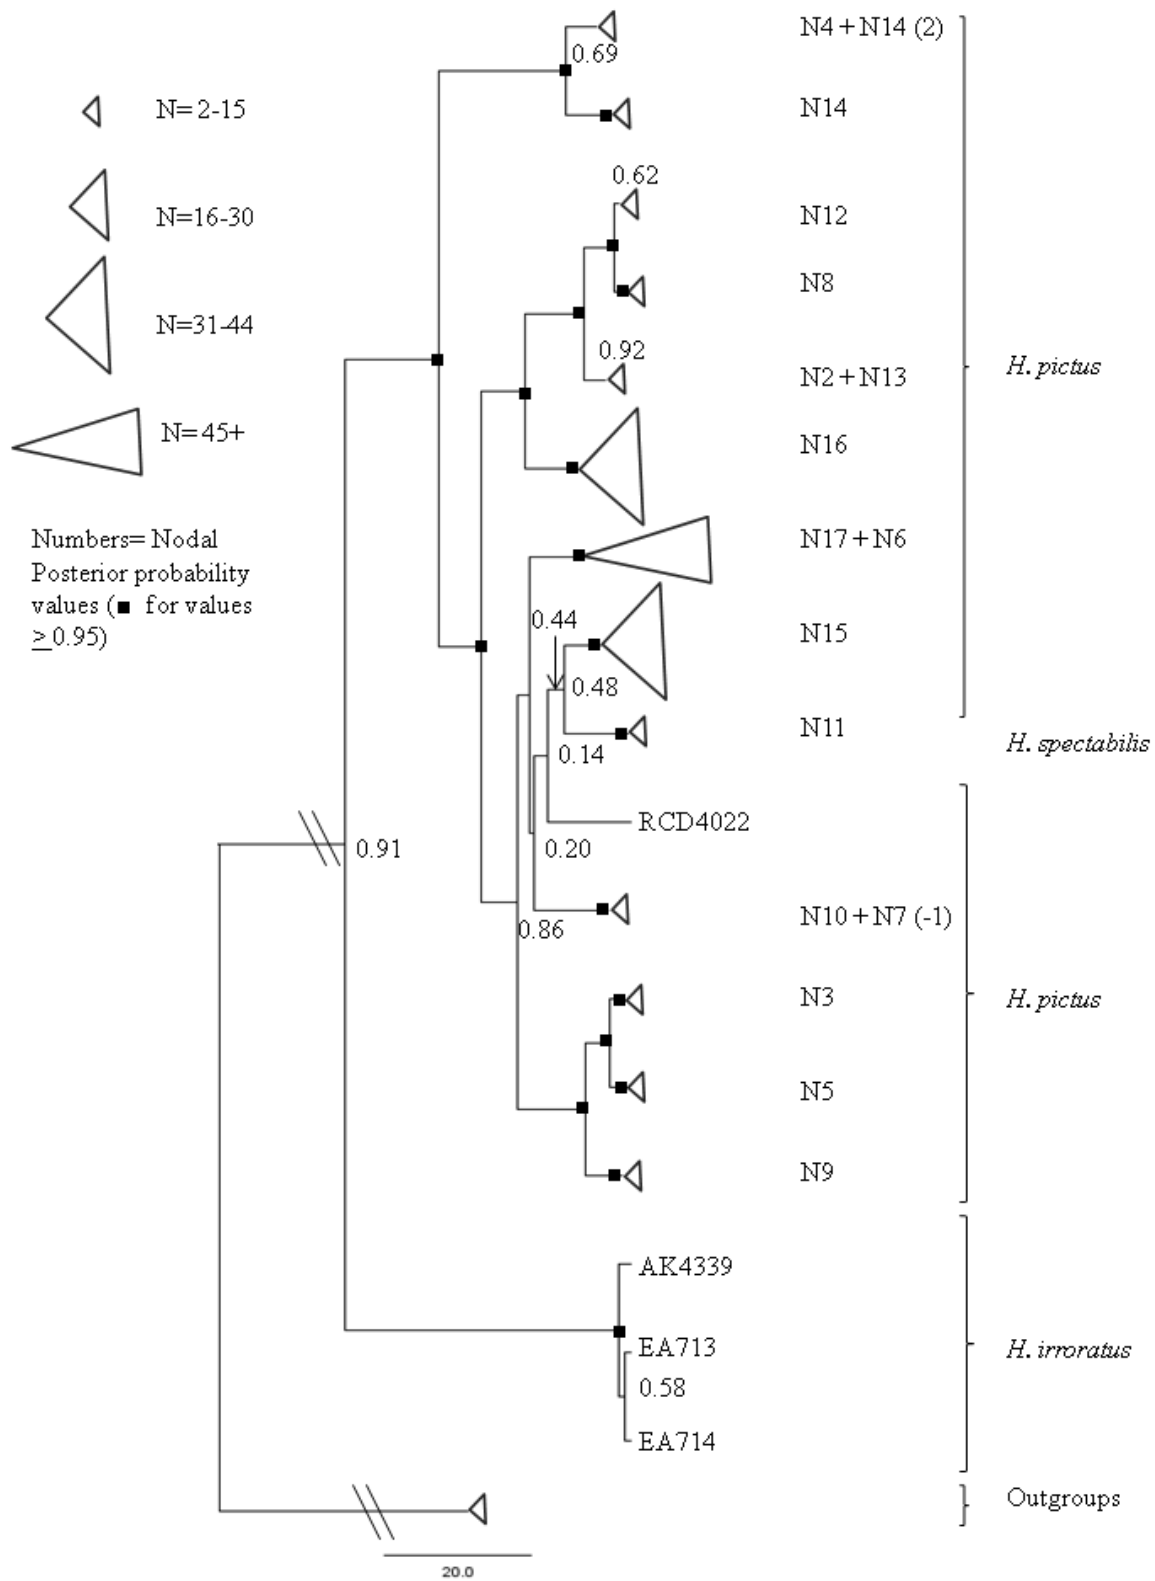 N4 + N14 (2)
0.69
N= 2-15
N14
0.62
N=16-30
N12
N8
N=31-44
0.92
N2 + N13
H. pictus
N=45+
N16
Numbers= Nodal
Posterior probability
values (■ for values
≥0.95)
N17 + N6
0.44
N15
0.48
N11
H. spectabilis
0.14
RCD4022
0.91
0.20
0.86
N10 + N7 (-1)
N3
H. pictus
N5
N9
AK4339
EA713
H. irroratus
0.58
EA714
Outgroups
20.0